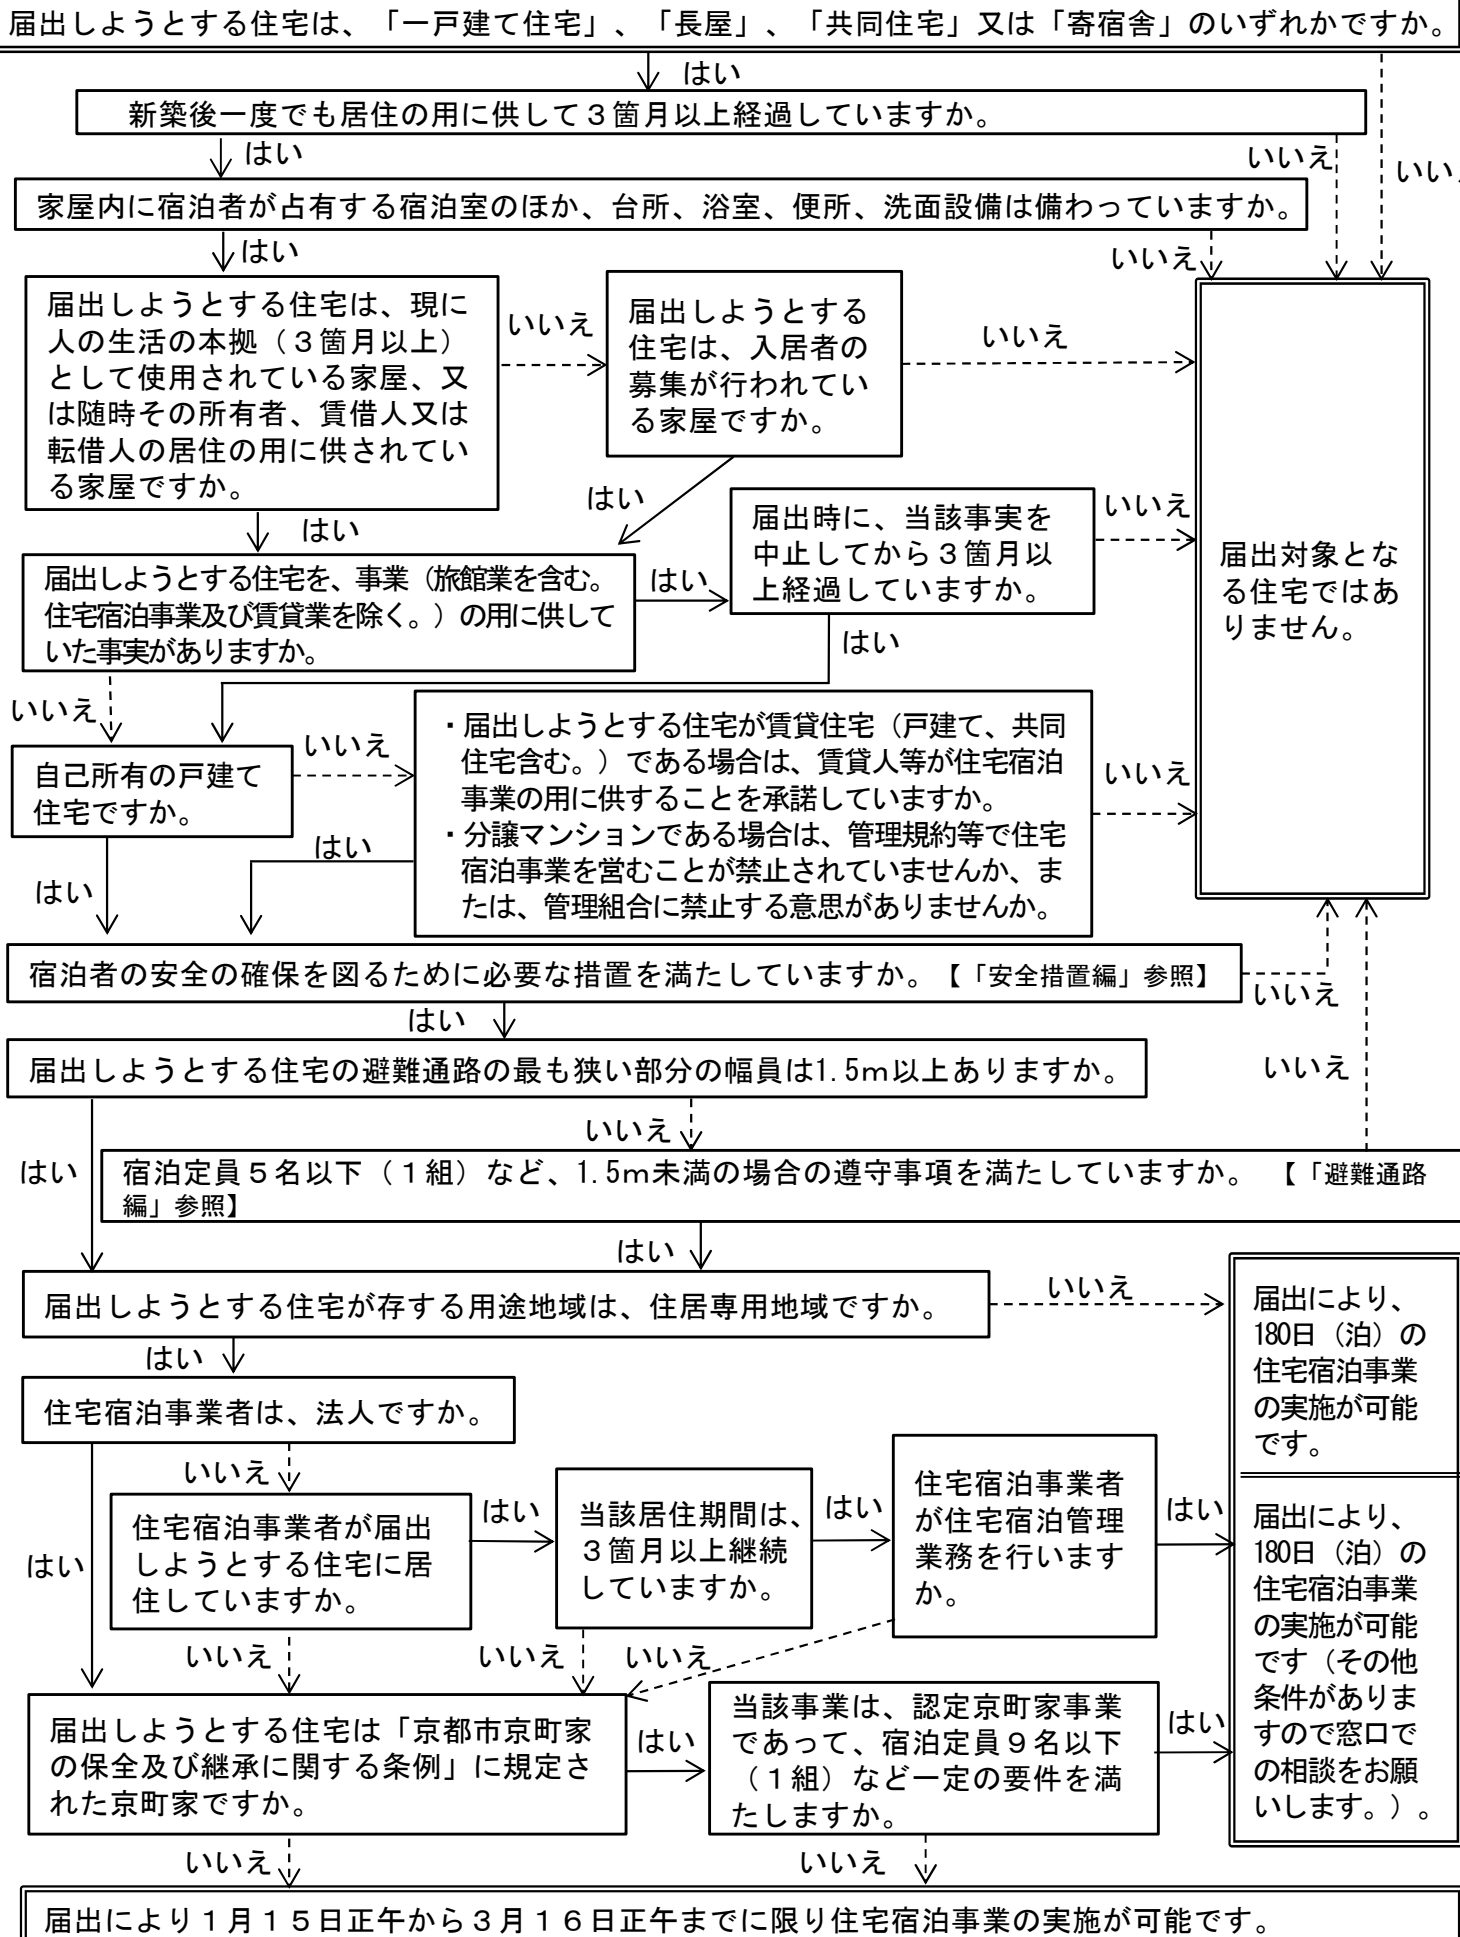 届出しようとする住宅は、「一戸建て住宅」、「長屋」、「共同住宅」又は「寄宿舎」のいずれかですか。
はい
新築後一度でも居住の用に供して３箇月以上経過していますか。
はい
いいえ
いい
家屋内に宿泊者が占有する宿泊室のほか、台所、浴室、便所、洗面設備は備わっていますか。
はい
いいえ
届出しようとする住宅は、現に
人の生活の本拠（３箇月以上）
として使用されている家屋、又
は随時その所有者、賃借人又は
転借人の居住の用に供されてい
る家屋ですか。
いいえ
届出しようとする
住宅は、入居者の
募集が行われてい
る家屋ですか。
いいえ
はい
はい
届出しようとする住宅を、事業（旅館業を含む。
住宅宿泊事業及び賃貸業を除く。）の用に供して
いた事実がありますか。
はい
届出時に、当該事実を
中止してから３箇月以
上経過していますか。
いいえ
はい
届出対象とな
る住宅ではあ
りません。
いいえ
自己所有の戸建て
住宅ですか。
いいえ
・届出しようとする住宅が賃貸住宅（戸建て、共同
住宅含む。）である場合は、賃貸人等が住宅宿泊
事業の用に供することを承諾していますか。
・分譲マンションである場合は、管理規約等で住宅
宿泊事業を営むことが禁止されていませんか、ま
たは、管理組合に禁止する意思がありませんか。
いいえ
はい
はい
宿泊者の安全の確保を図るために必要な措置を満たしていますか。【「安全措置編」参照】
いいえ
はい
届出しようとする住宅の避難通路の最も狭い部分の幅員は1.5ｍ以上ありますか。
いいえ
いいえ
はい
宿泊定員５名以下（１組）など、1.5ｍ未満の場合の遵守事項を満たしていますか。 【「避難通路
編」参照】
はい
届出しようとする住宅が存する用途地域は、住居専用地域ですか。
いいえ
届出により、
180日（泊）の
住宅宿泊事業
の実施が可能
です。
はい
住宅宿泊事業者は、法人ですか。
いいえ
はい
住宅宿泊事業者が届出
しようとする住宅に居
住していますか。
はい
当該居住期間は、
３箇月以上継続
していますか。
はい
住宅宿泊事業者
が住宅宿泊管理
業務を行います
か。
はい
届出により、
180日（泊）の
住宅宿泊事業
の実施が可能
です（その他
条件がありま
すので窓口で
の相談をお願
いします。）。
いいえ
いいえ
いいえ
届出しようとする住宅は「京都市京町家
の保全及び継承に関する条例」に規定さ
れた京町家ですか。
はい
当該事業は、認定京町家事業
であって、宿泊定員９名以下
（１組）など一定の要件を満
たしますか。
はい
いいえ
いいえ
届出により１月１５日正午から３月１６日正午までに限り住宅宿泊事業の実施が可能です。